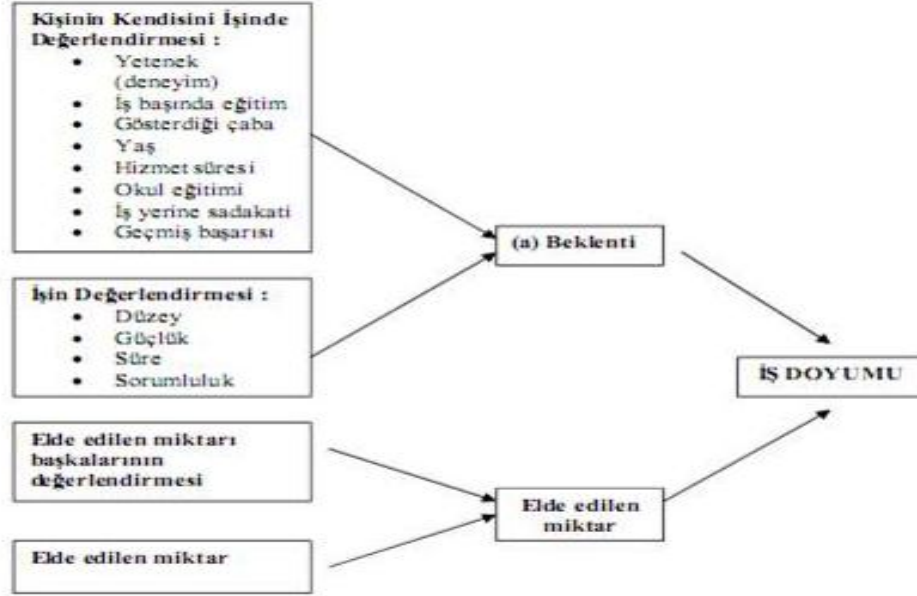 Kişinin Kendisini İşinde
Değerlendirmesi :
• Yetenek
(deneyim)
• İş başında eğitim
• Gösterdiği çaba
• Yaş
• Hizmet süresi
• Okul eğitimi
• İş yerine sadakati
• Geçmiş başarısı
(a) Beklenti
İşin Değerlendirmesi :
• Düzey
• Güçlük
• Süre
• Sorumluluk
İŞ DOYUMU
Elde edilen miktarı
başkalarının
değerlendirmesi
Elde edilen
miktar
Elde edilen miktar